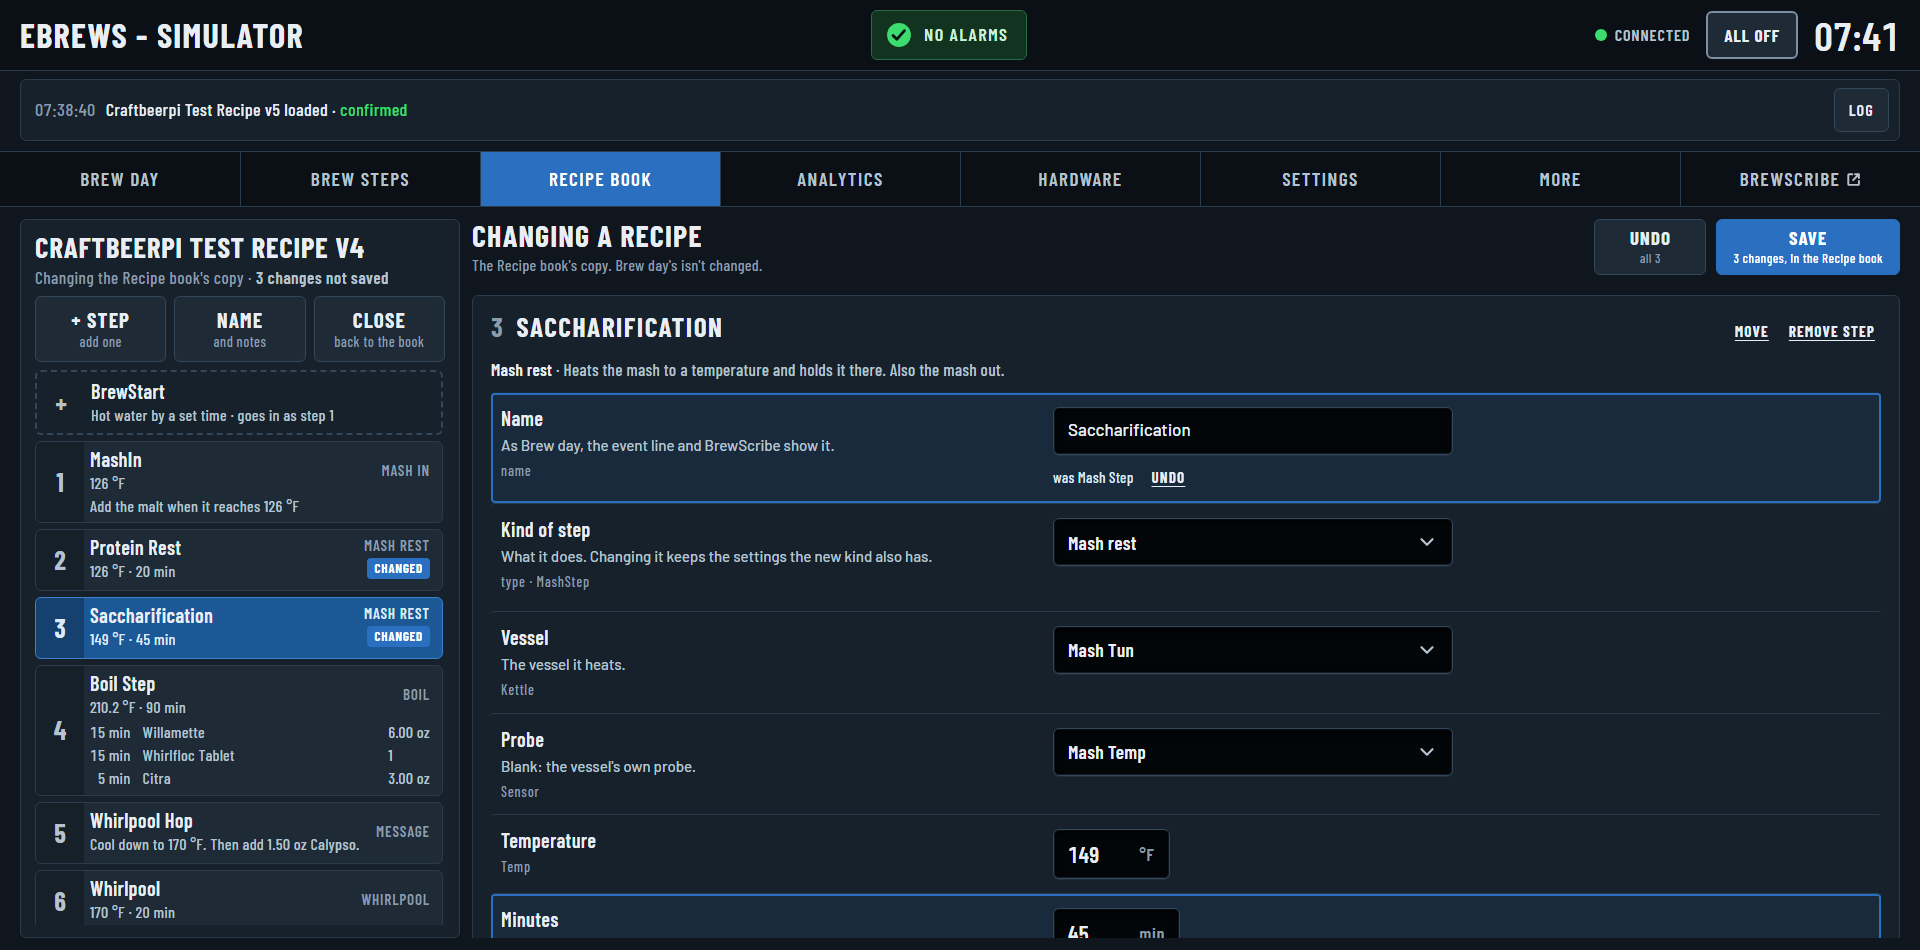 EBREWS - SIMULATOR
NO ALARMS
CONNECTED
ALL OFF
07:41
07:38:40 Craftbeerpi Test Recipe v5 loaded · confirmed
LOG
BREW DAY
BREW STEPS
RECIPE BOOK
ANALYTICS
HARDWARE
SETTINGS
MORE
BREWSCRIBE
CRAFTBEERPI TEST RECIPE V4
Changing the Recipe book's copy · 3 changes not saved
+ STEP
add one
NAME
and notes
CLOSE
back to the book
+
BrewStart
Hot water by a set time · goes in as step 1
1
MashIn
126 °F
Add the malt when it reaches 126 °F
MASH IN
2
Protein Rest
126 °F · 20 min
MASH REST
CHANGED
3
Saccharification
149 °F · 45 min
MASH REST
CHANGED
4
Boil Step
210.2 °F · 90 min
BOIL
15 min Willamette 6.00 oz
15 min Whirlfloc Tablet 1
5 min Citra 3.00 oz
5
Whirlpool Hop
Cool down to 170 °F. Then add 1.50 oz Calypso.
MESSAGE
6
Whirlpool
170 °F · 20 min
WHIRLPOOL
CHANGING A RECIPE
The Recipe book's copy. Brew day's isn't changed.
UNDO
all 3
SAVE
3 changes, in the Recipe book
3 SACCHARIFICATION
MOVE
REMOVE STEP
Mash rest · Heats the mash to a temperature and holds it there. Also the mash out.
Name
As Brew day, the event line and BrewScribe show it.
name
Saccharification
was Mash Step UNDO
Kind of step
What it does. Changing it keeps the settings the new kind also has.
type · MashStep
Mash rest
Vessel
The vessel it heats.
Kettle
Mash Tun
Probe
Blank: the vessel's own probe.
Sensor
Mash Temp
Temperature
Temp
149 °F
Minutes
45 min